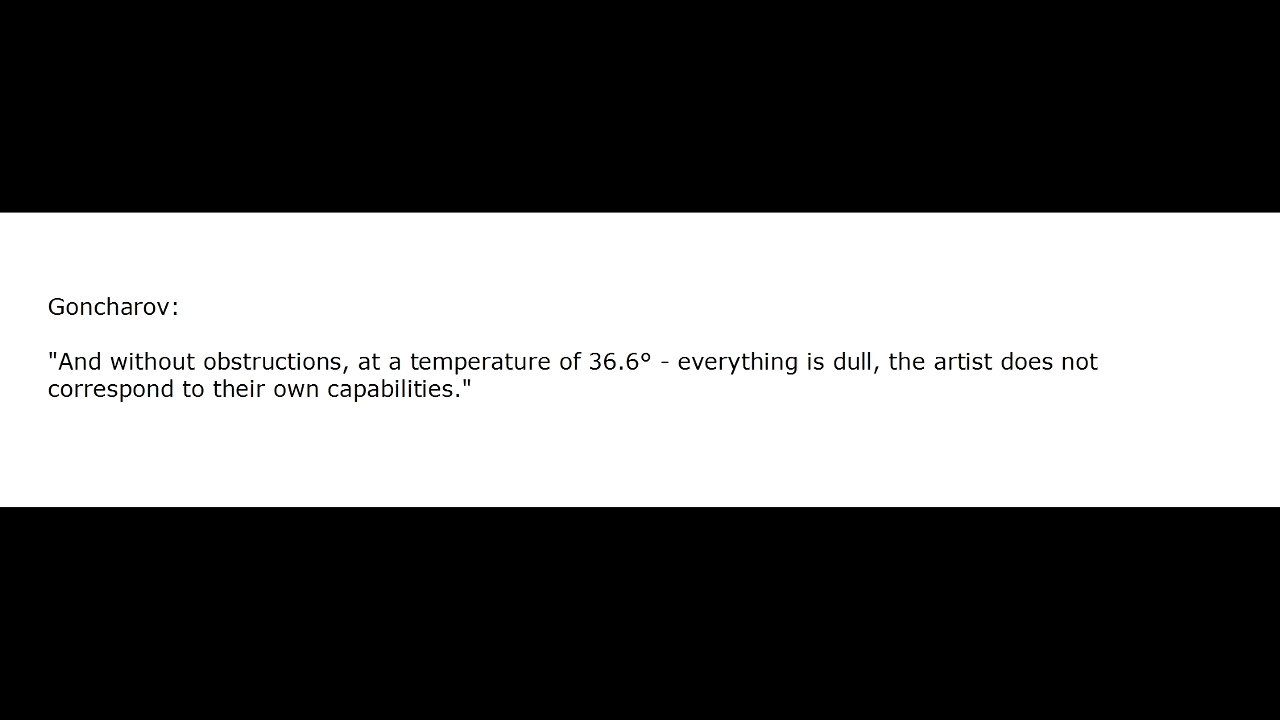 Goncharov:
"And without obstructions, at a temperature of 36.6° - everything is dull, the artist does not
correspond to their own capabilities."